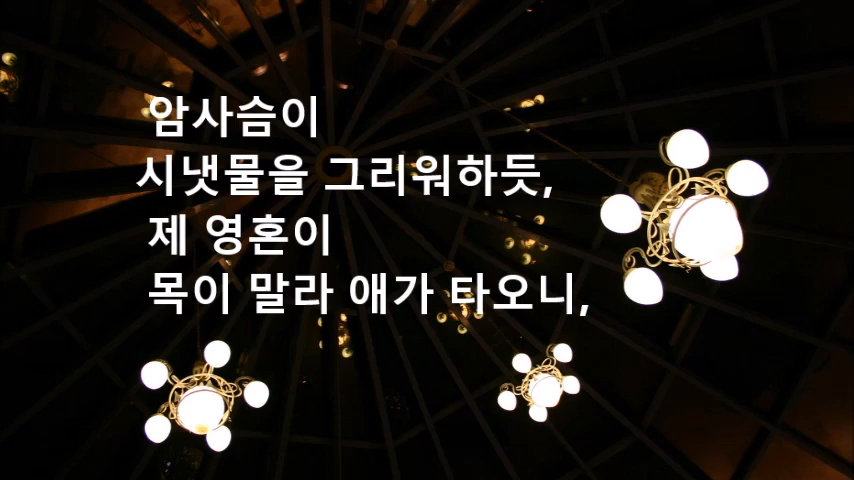 암사슴이
시냇물을 그리워하듯,
제 영혼이
목이 말라 애가 타오니,